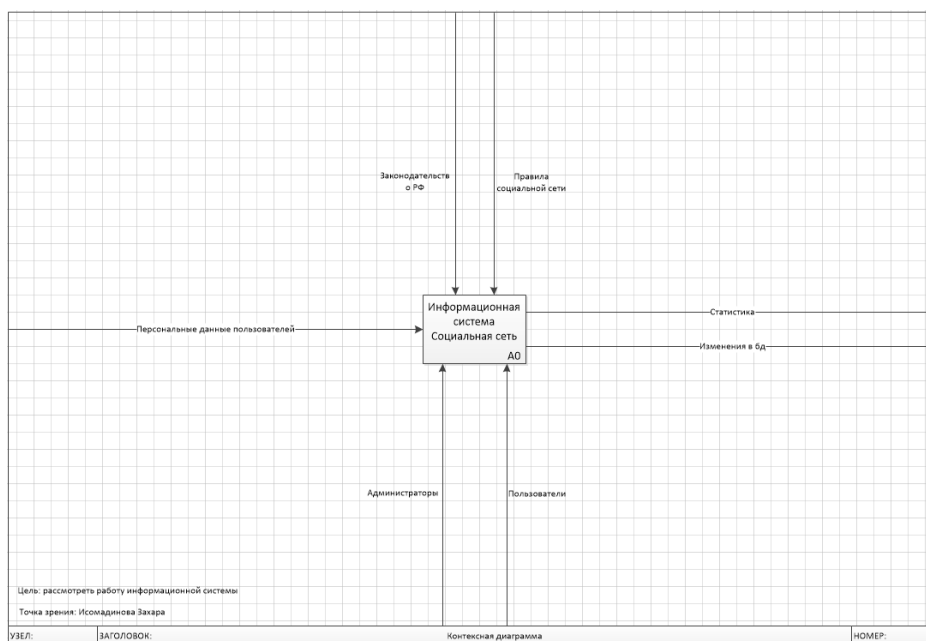 Законодательств
о РФ
Правила
социальной сети
Информационная
система
Социальная сеть
A0
Персональные данные пользователей
Статистика
Изменения в бд
Администраторы
Пользователи
Цель: рассмотреть работу информационной системы
Точка зрения: Исомадинова Захара
УЗЕЛ:
ЗАГОЛОВОК:
Контексная диаграмма
НОМЕР: